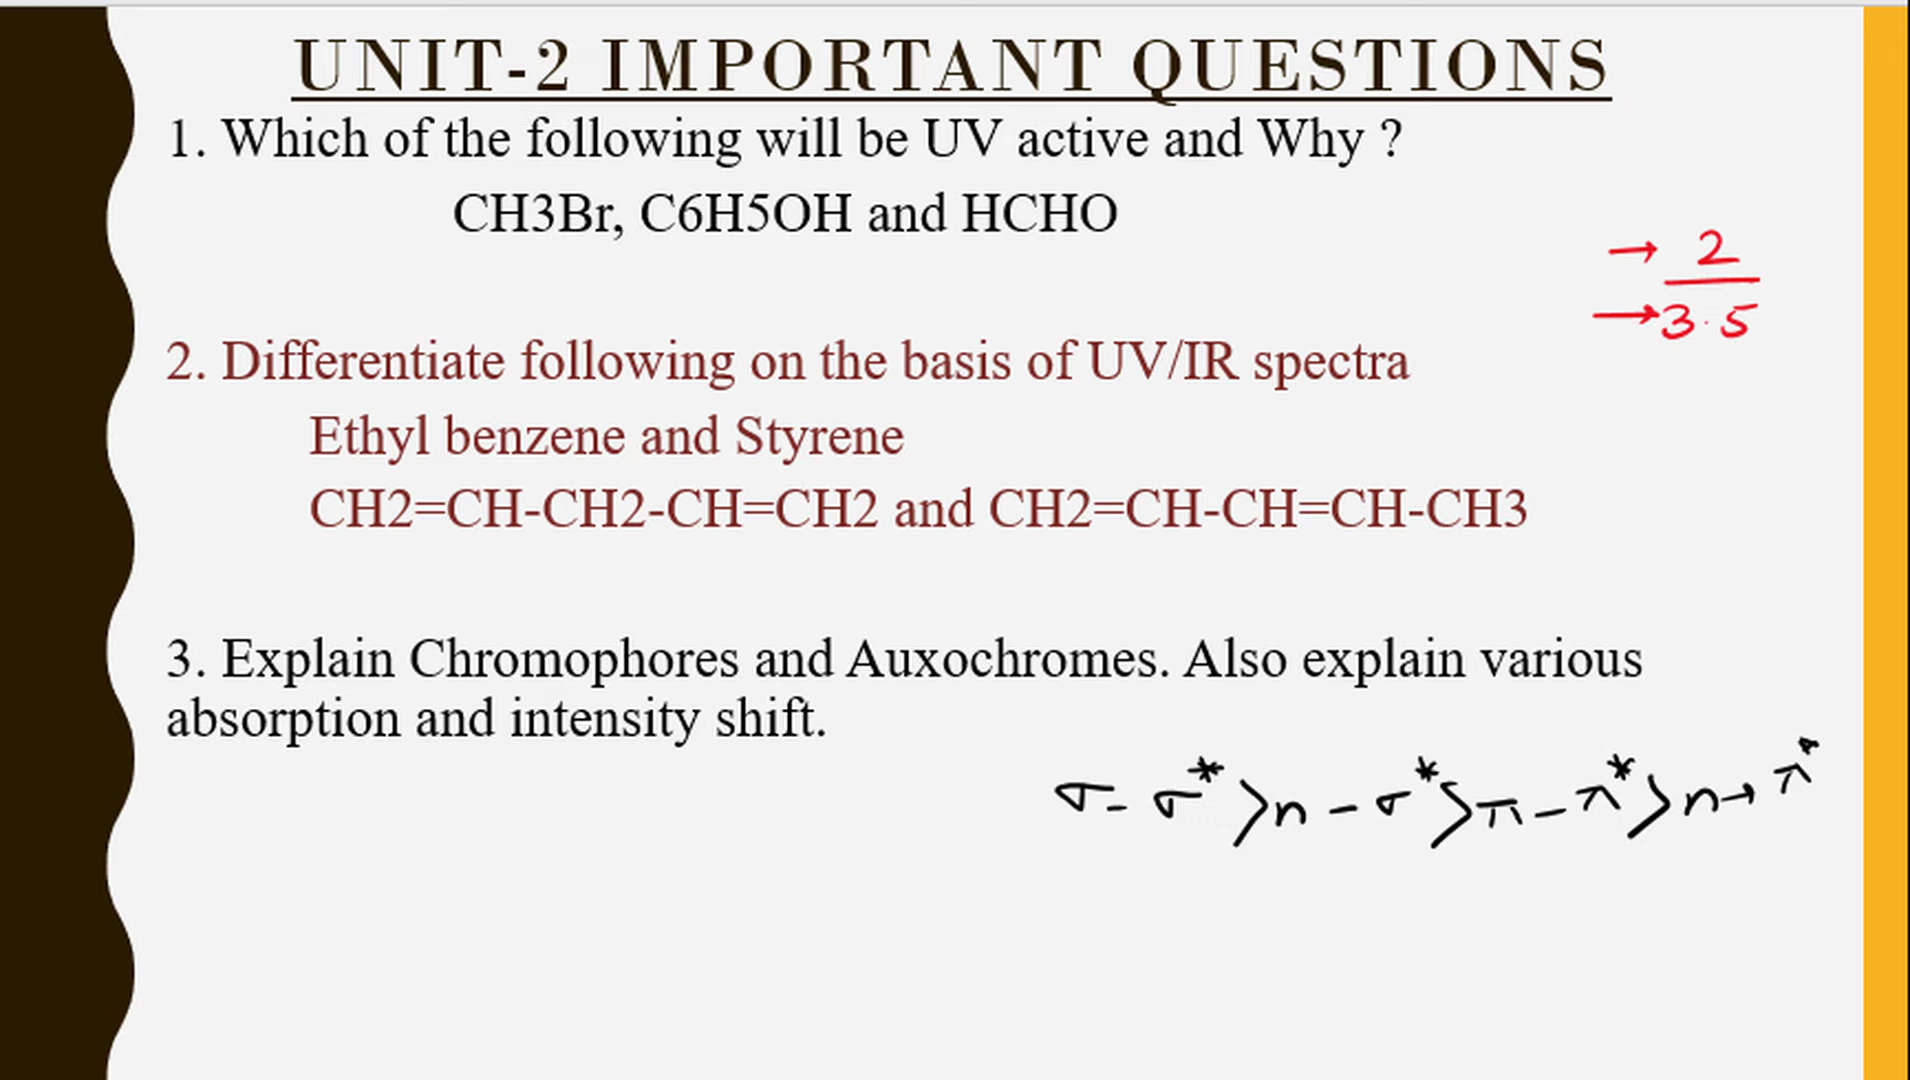 UNIT-2 IMPORTANT QUESTIONS
1. Which of the following will be UV active and Why ?
CH3Br, C6H5OH and HCHO
→ 2
→ 3.5
2. Differentiate following on the basis of UV/IR spectra
Ethyl benzene and Styrene
CH2=CH-CH2-CH=CH2 and CH2=CH-CH=CH-CH3
3. Explain Chromophores and Auxochromes. Also explain various
absorption and intensity shift.
σ-σ*>n-σ*>π-π*>n→π*